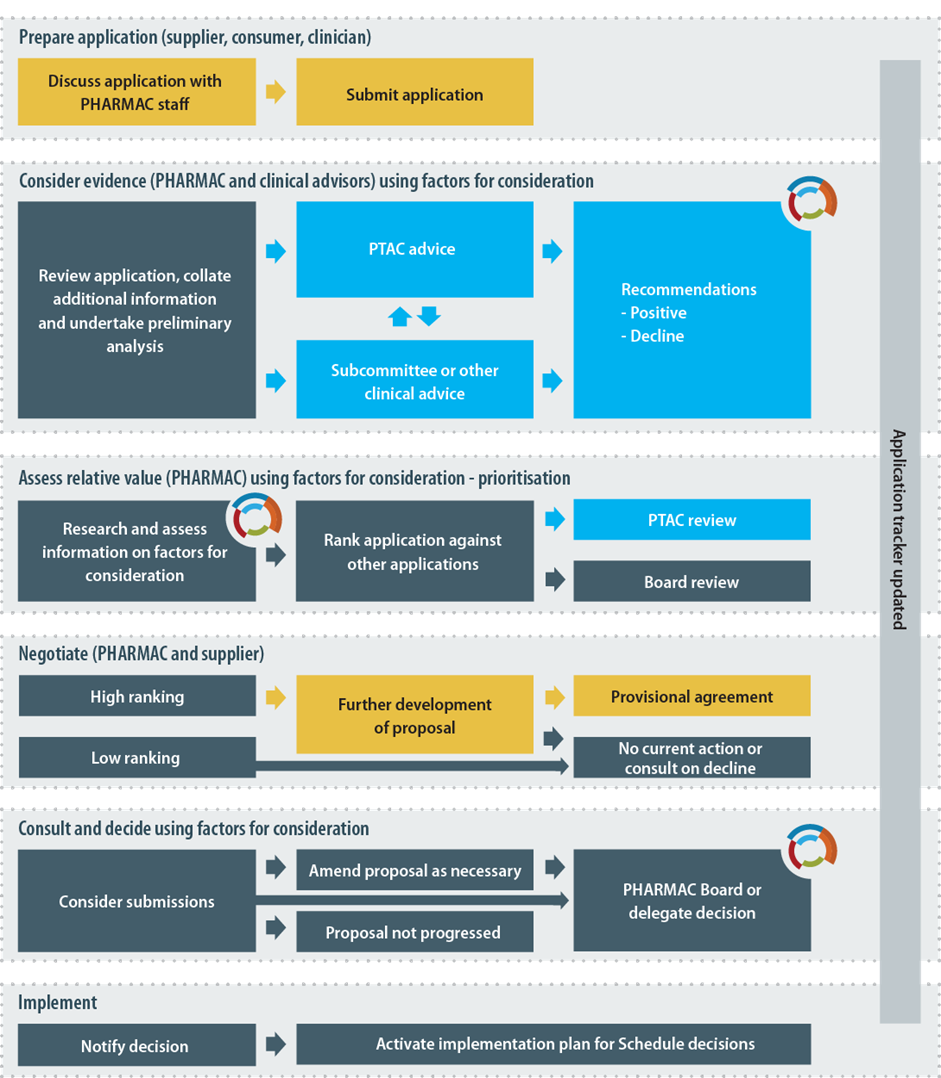 Prepare application (supplier, consumer, clinician)
Discuss application with
PHARMAC staff
Submit application
Consider evidence (PHARMAC and clinical advisors) using factors for consideration
Review application, collate
additional information
and undertake preliminary
analysis
PTAC advice
Subcommittee or other
clinical advice
Recommendations
- Positive
- Decline
Assess relative value (PHARMAC) using factors for consideration - prioritisation
Research and assess
information on factors for
consideration
Rank application against
other applications
PTAC review
Board review
Negotiate (PHARMAC and supplier)
High ranking
Low ranking
Further development
of proposal
Provisional agreement
No current action or
consult on decline
Consult and decide using factors for consideration
Consider submissions
Amend proposal as necessary
Proposal not progressed
PHARMAC Board or
delegate decision
Implement
Notify decision
Activate implementation plan for Schedule decisions
Application tracker updated